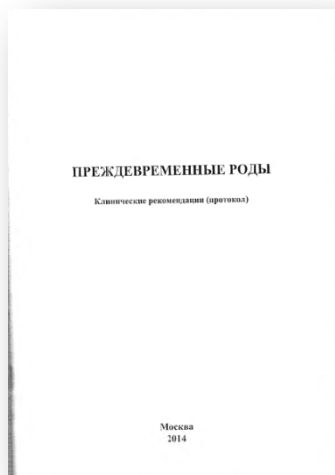 ПРЕЖДЕВРЕМЕННЫЕ РОДЫ
Клинические рекомендации (протокол)
Москва
2014